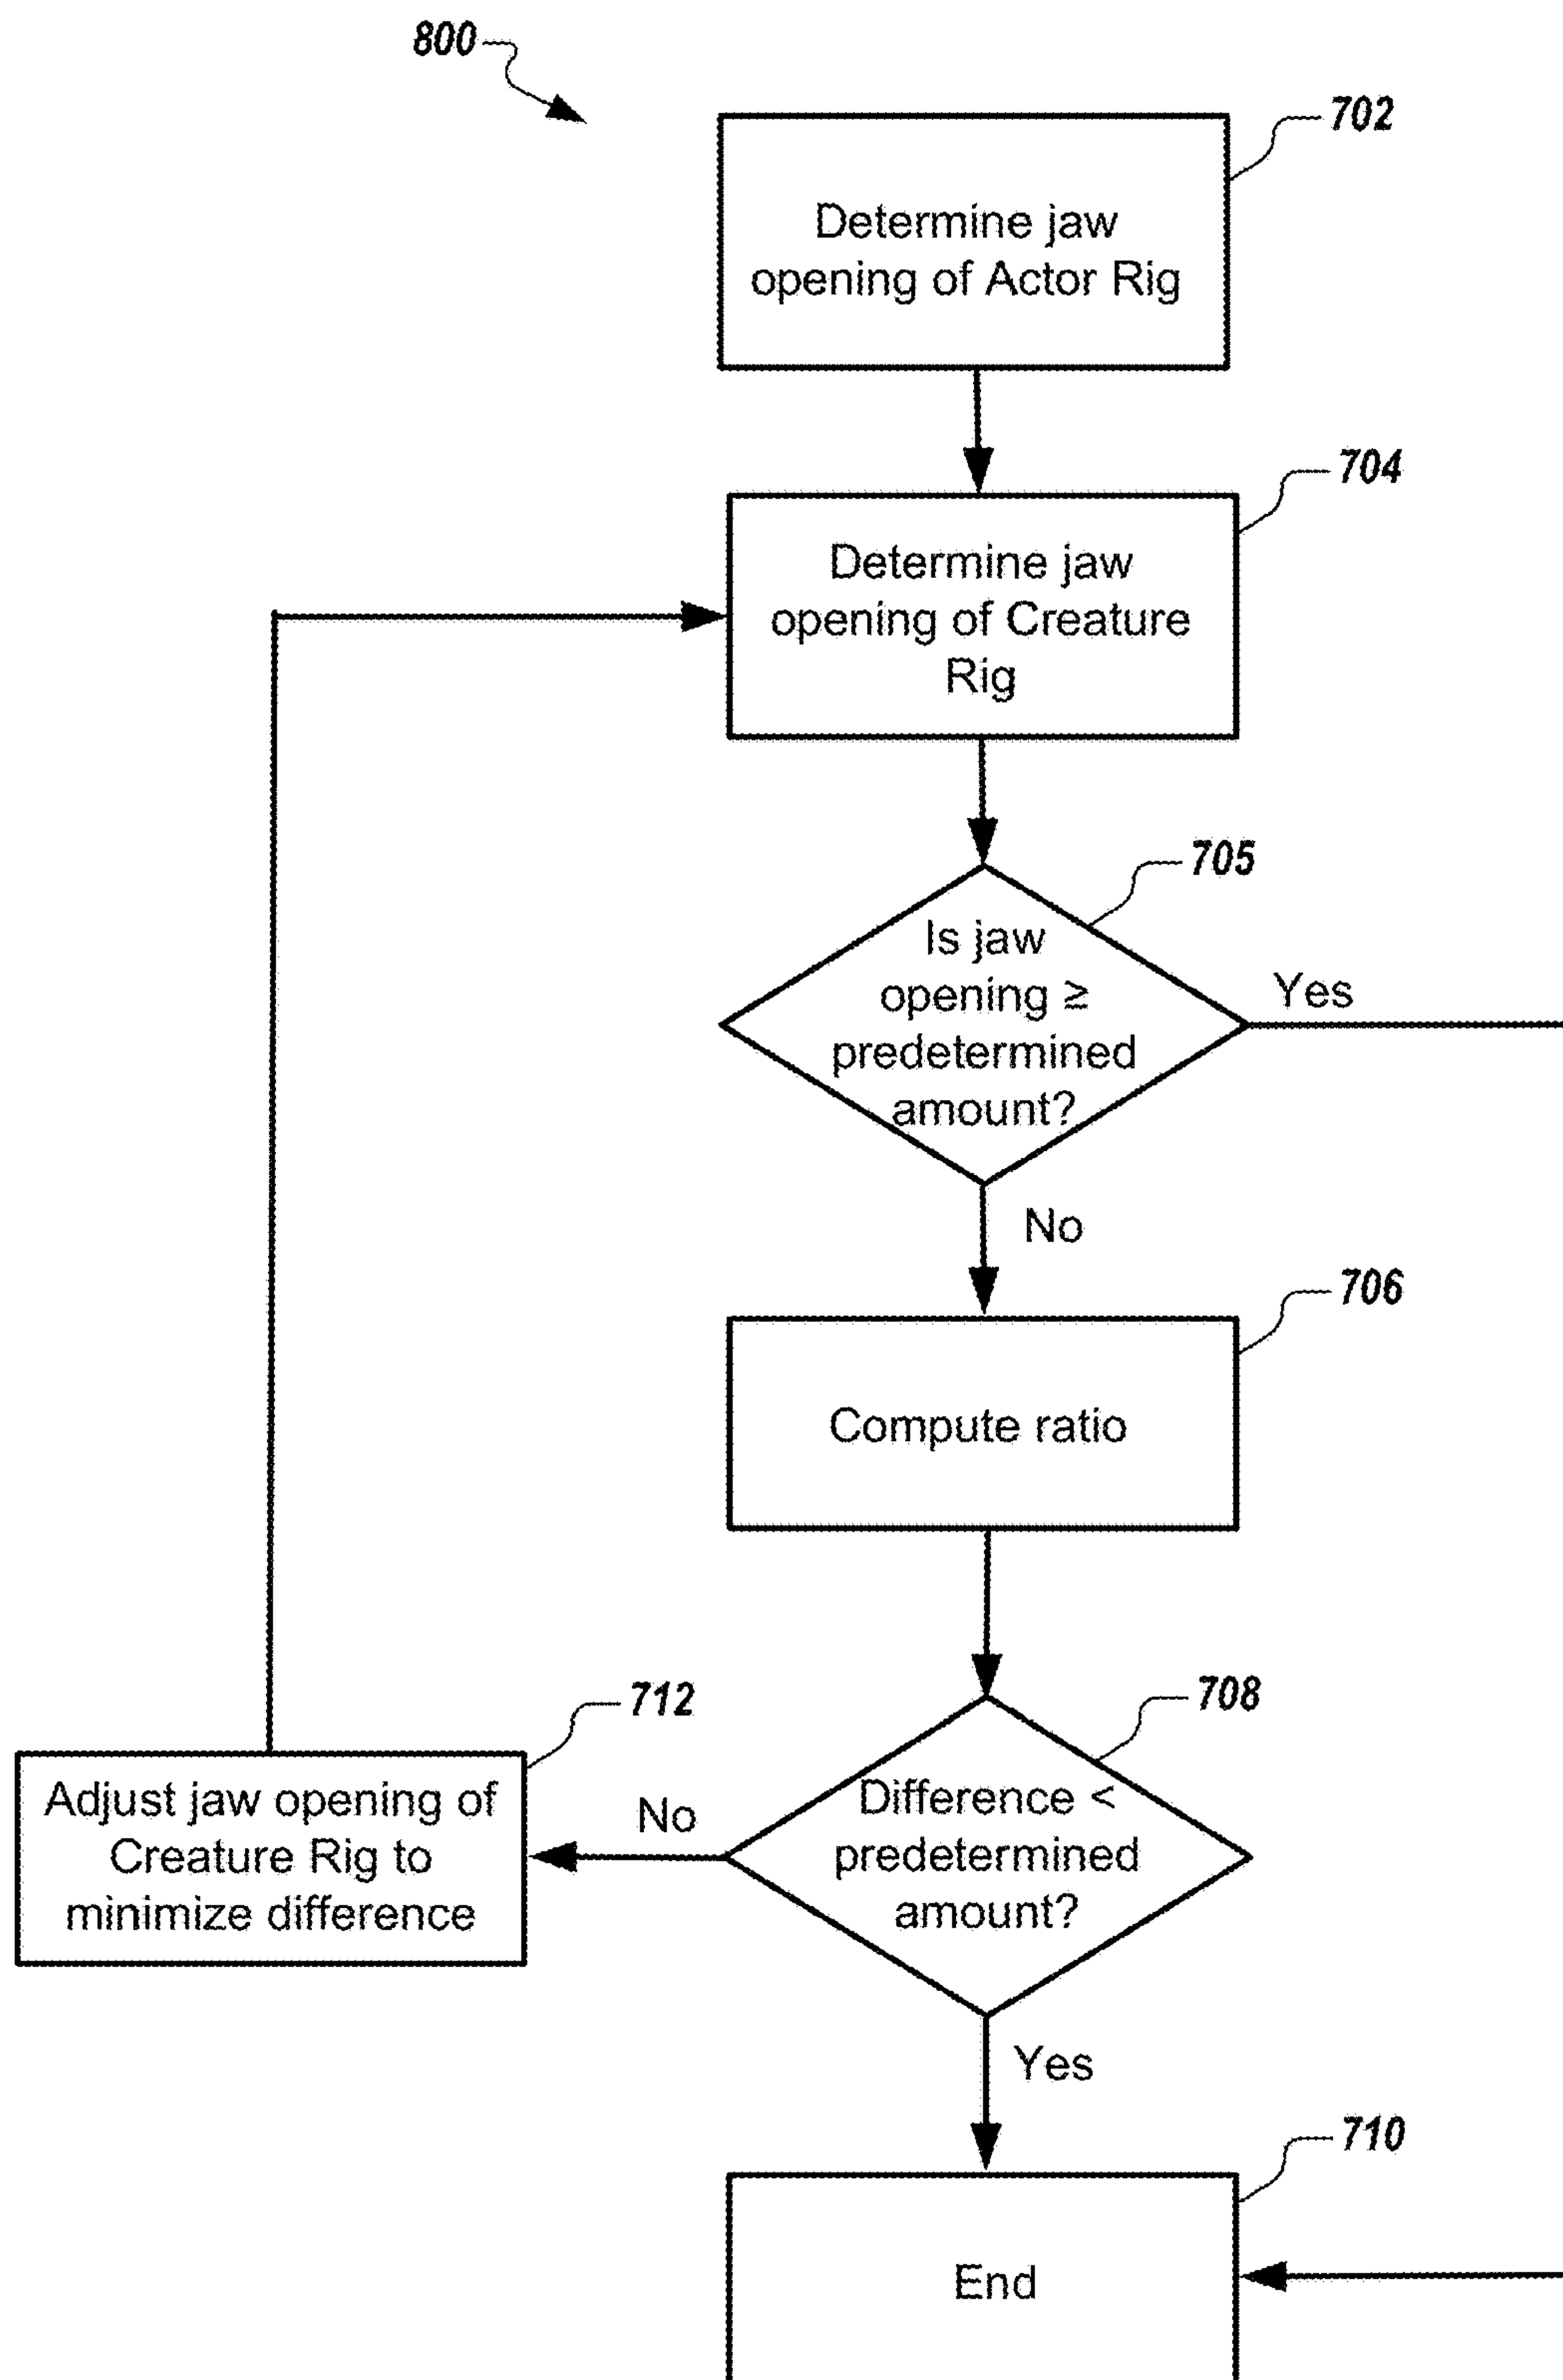 800
702
Determine jaw
opening of Actor Rig
704
Determine jaw
opening of Creature
Rig
705
Is jaw
opening ≥
predetermined
amount?
Yes
No
706
Compute ratio
708
Difference <
predetermined
amount?
No
712
Adjust jaw opening of
Creature Rig to
minimize difference
Yes
710
End